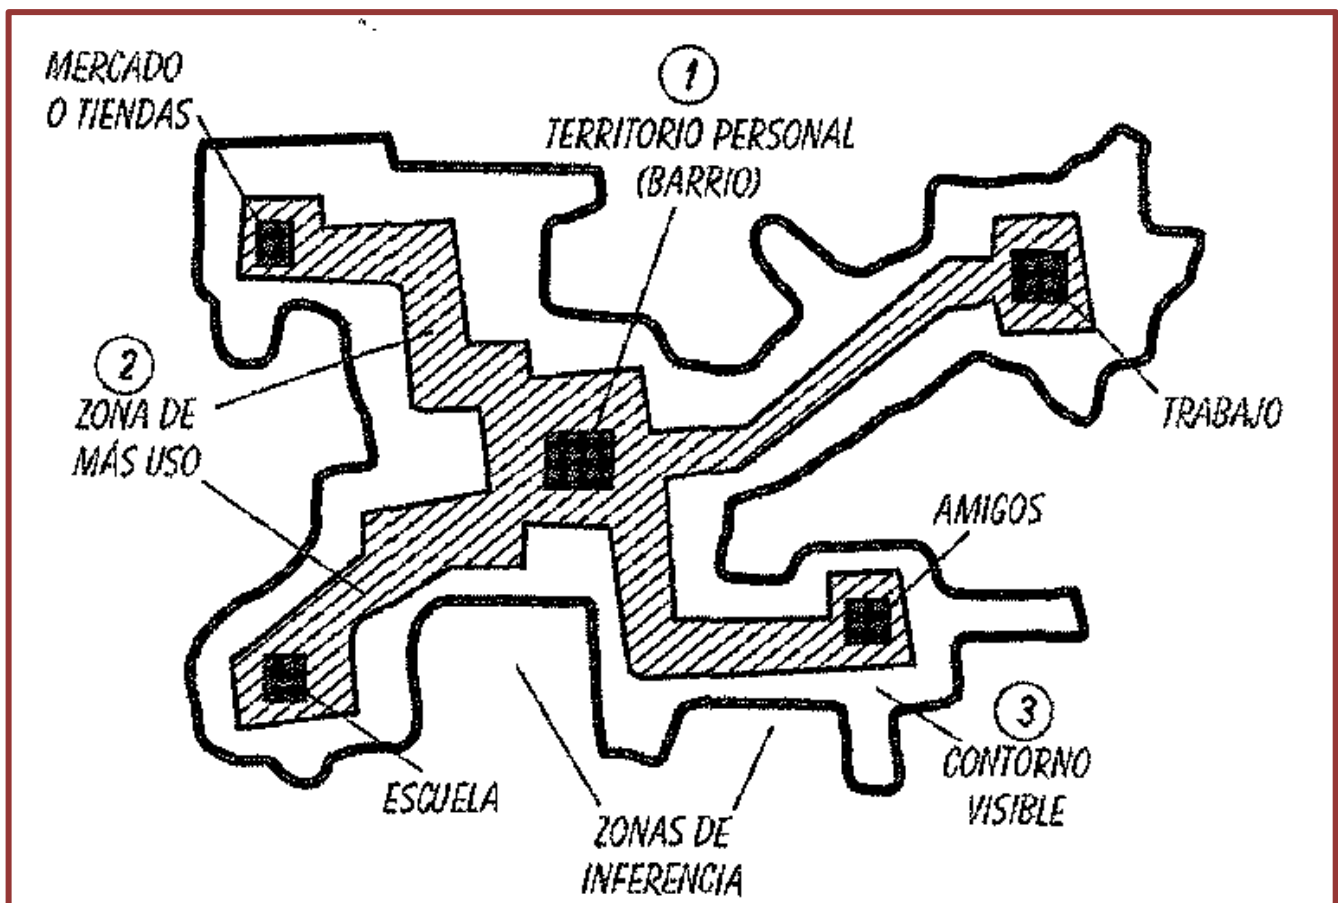 MERCADO
O TIENDAS
1
TERRITORIO PERSONAL
(BARRIO)
2
ZONA DE
MÁS USO
TRABAJO
AMIGOS
3
CONTORNO
VISIBLE
ESCUELA
ZONAS DE
INFERENCIA